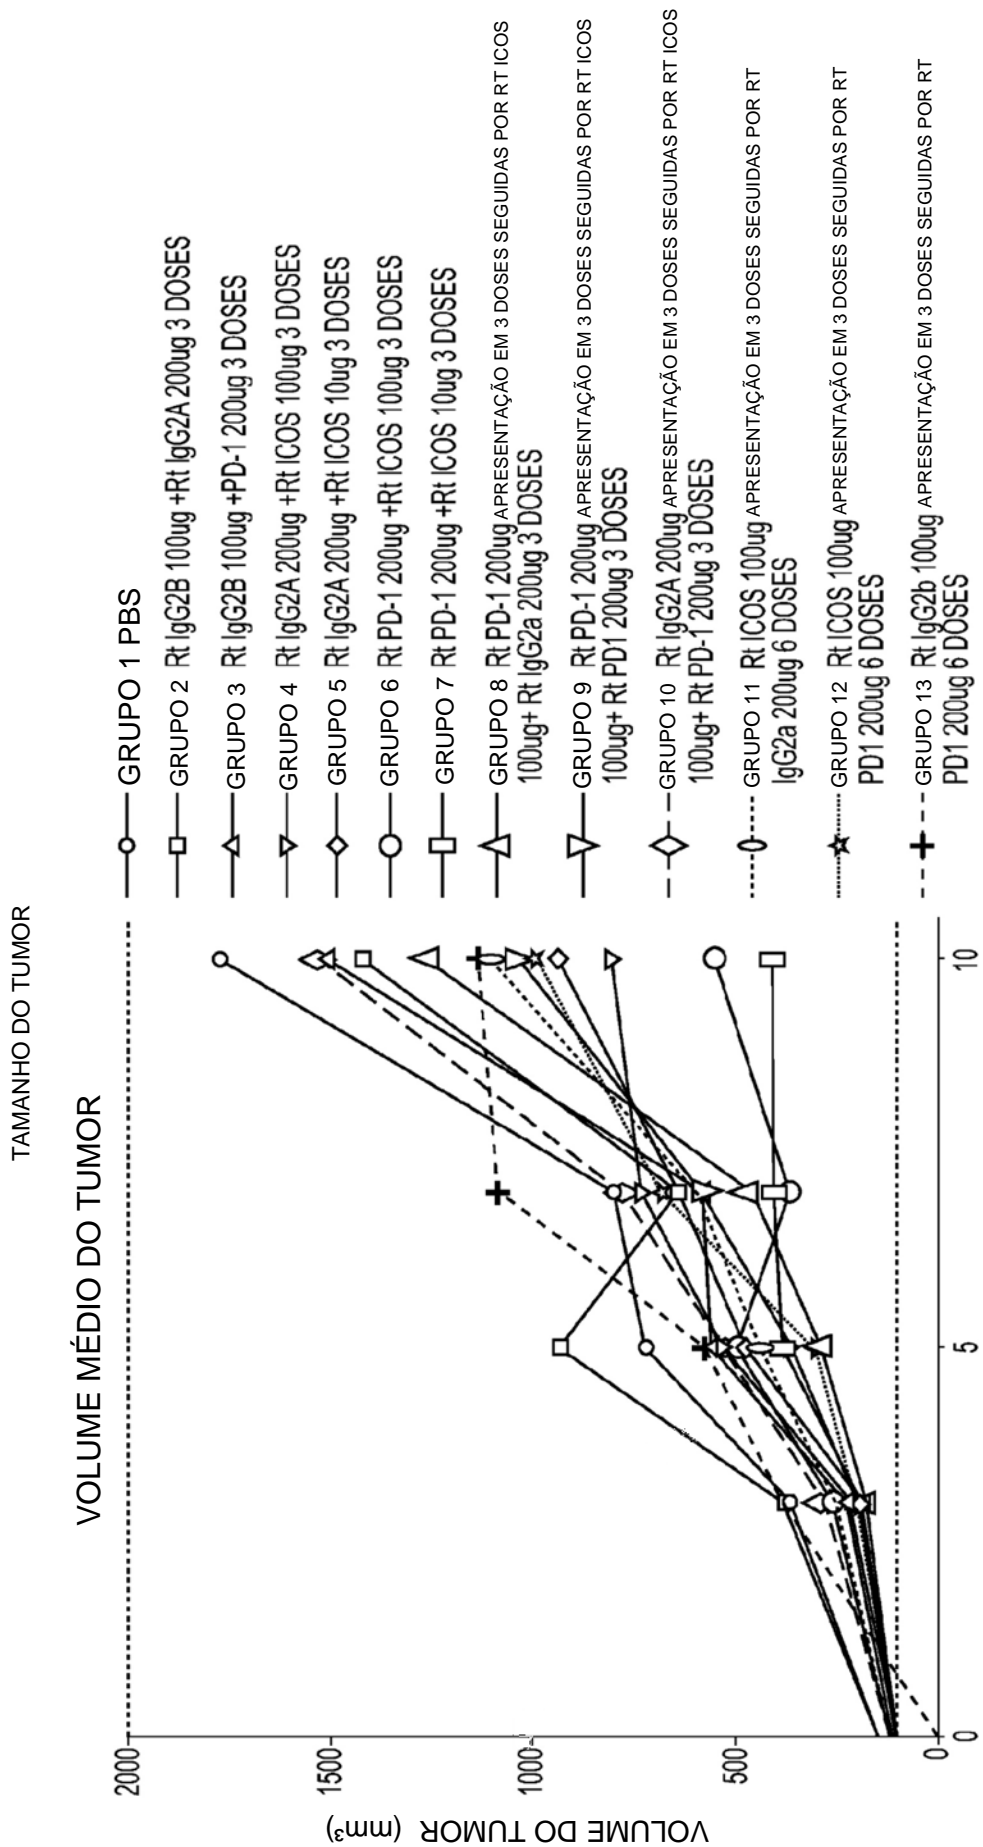 TAMANHO DO TUMOR
VOLUME MÉDIO DO TUMOR
VOLUME DO TUMOR (mm³)
2000
1500
1000
500
0
0
5
10
GRUPO 1 PBS
GRUPO 2 Rt IgG2B 100ug +Rt IgG2A 200ug 3 DOSES
GRUPO 3 Rt IgG2B 100ug +PD-1 200ug 3 DOSES
GRUPO 4 Rt IgG2A 200ug +Rt ICOS 100ug 3 DOSES
GRUPO 5 Rt IgG2A 200ug +Rt ICOS 10ug 3 DOSES
GRUPO 6 Rt PD-1 200ug +Rt ICOS 100ug 3 DOSES
GRUPO 7 Rt PD-1 200ug +Rt ICOS 10ug 3 DOSES
GRUPO 8 Rt PD-1 200ug APRESENTAÇÃO EM 3 DOSES SEGUIDAS POR RT ICOS
100ug+ Rt IgG2a 200ug 3 DOSES
GRUPO 9 Rt PD-1 200ug APRESENTAÇÃO EM 3 DOSES SEGUIDAS POR RT ICOS
100ug+ Rt PD1 200ug 3 DOSES
GRUPO 10 Rt IgG2A 200ug APRESENTAÇÃO EM 3 DOSES SEGUIDAS POR RT ICOS
100ug+ Rt PD-1 200ug 3 DOSES
GRUPO 11 Rt ICOS 100ug APRESENTAÇÃO EM 3 DOSES SEGUIDAS POR RT
IgG2a 200ug 6 DOSES
GRUPO 12 Rt ICOS 100ug APRESENTAÇÃO EM 3 DOSES SEGUIDAS POR RT
PD1 200ug 6 DOSES
GRUPO 13 Rt IgG2b 100ug APRESENTAÇÃO EM 3 DOSES SEGUIDAS POR RT
PD1 200ug 6 DOSES